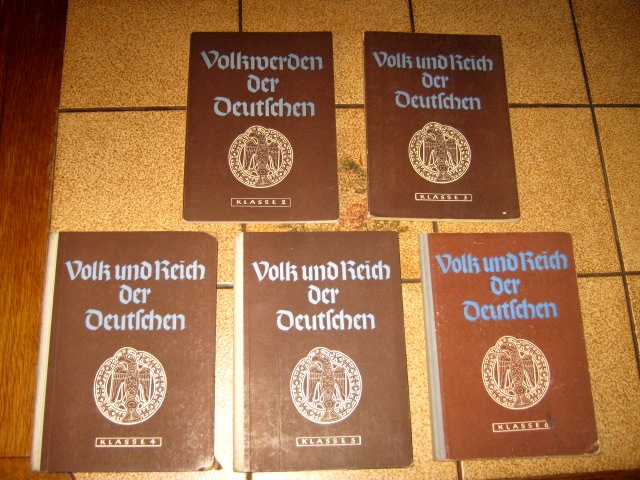 Volkwerden
der
Deutschen
KLASSE 2
Volk und Reich
der
Deutschen
KLASSE 3
Volk und Reich
der
Deutschen
KLASSE 4
Volk und Reich
der
Deutschen
KLASSE 5
Volk und Reich
der
Deutschen
KLASSE 6